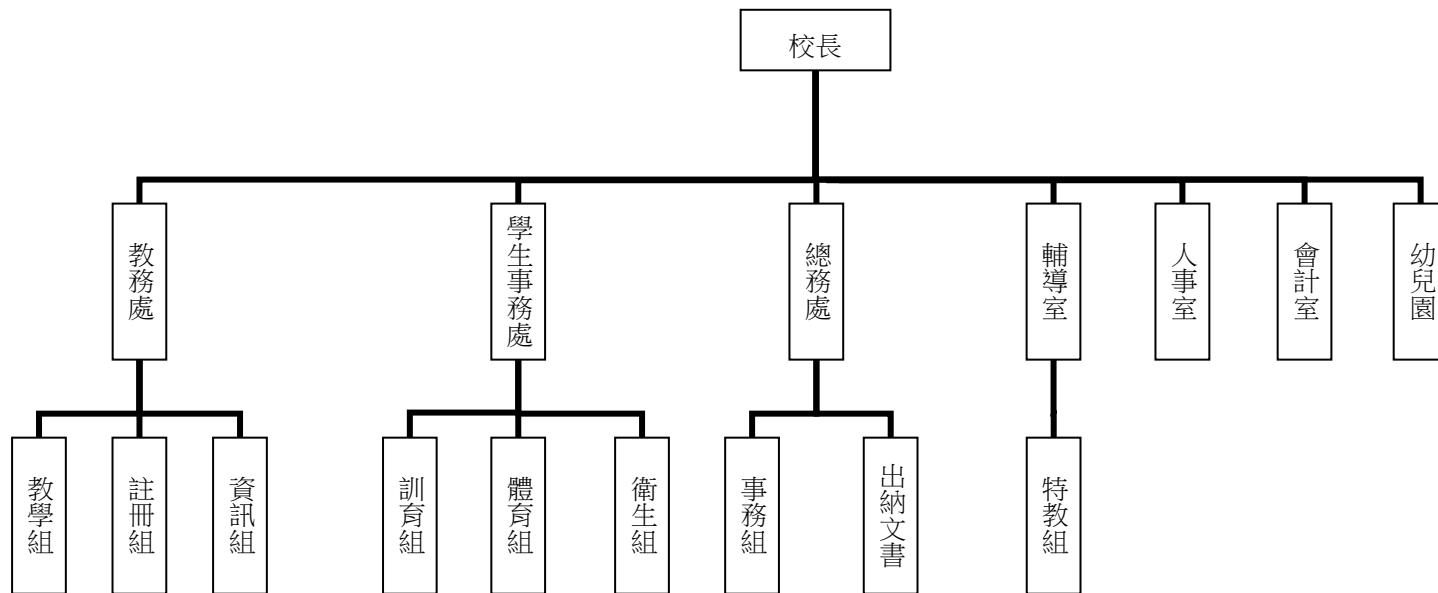 校長
教務處
學生事務處
總務處
輔導室
人事室
會計室
幼兒園
教學組
註冊組
資訊組
訓育組
體育組
衛生組
事務組
出納文書
特教組